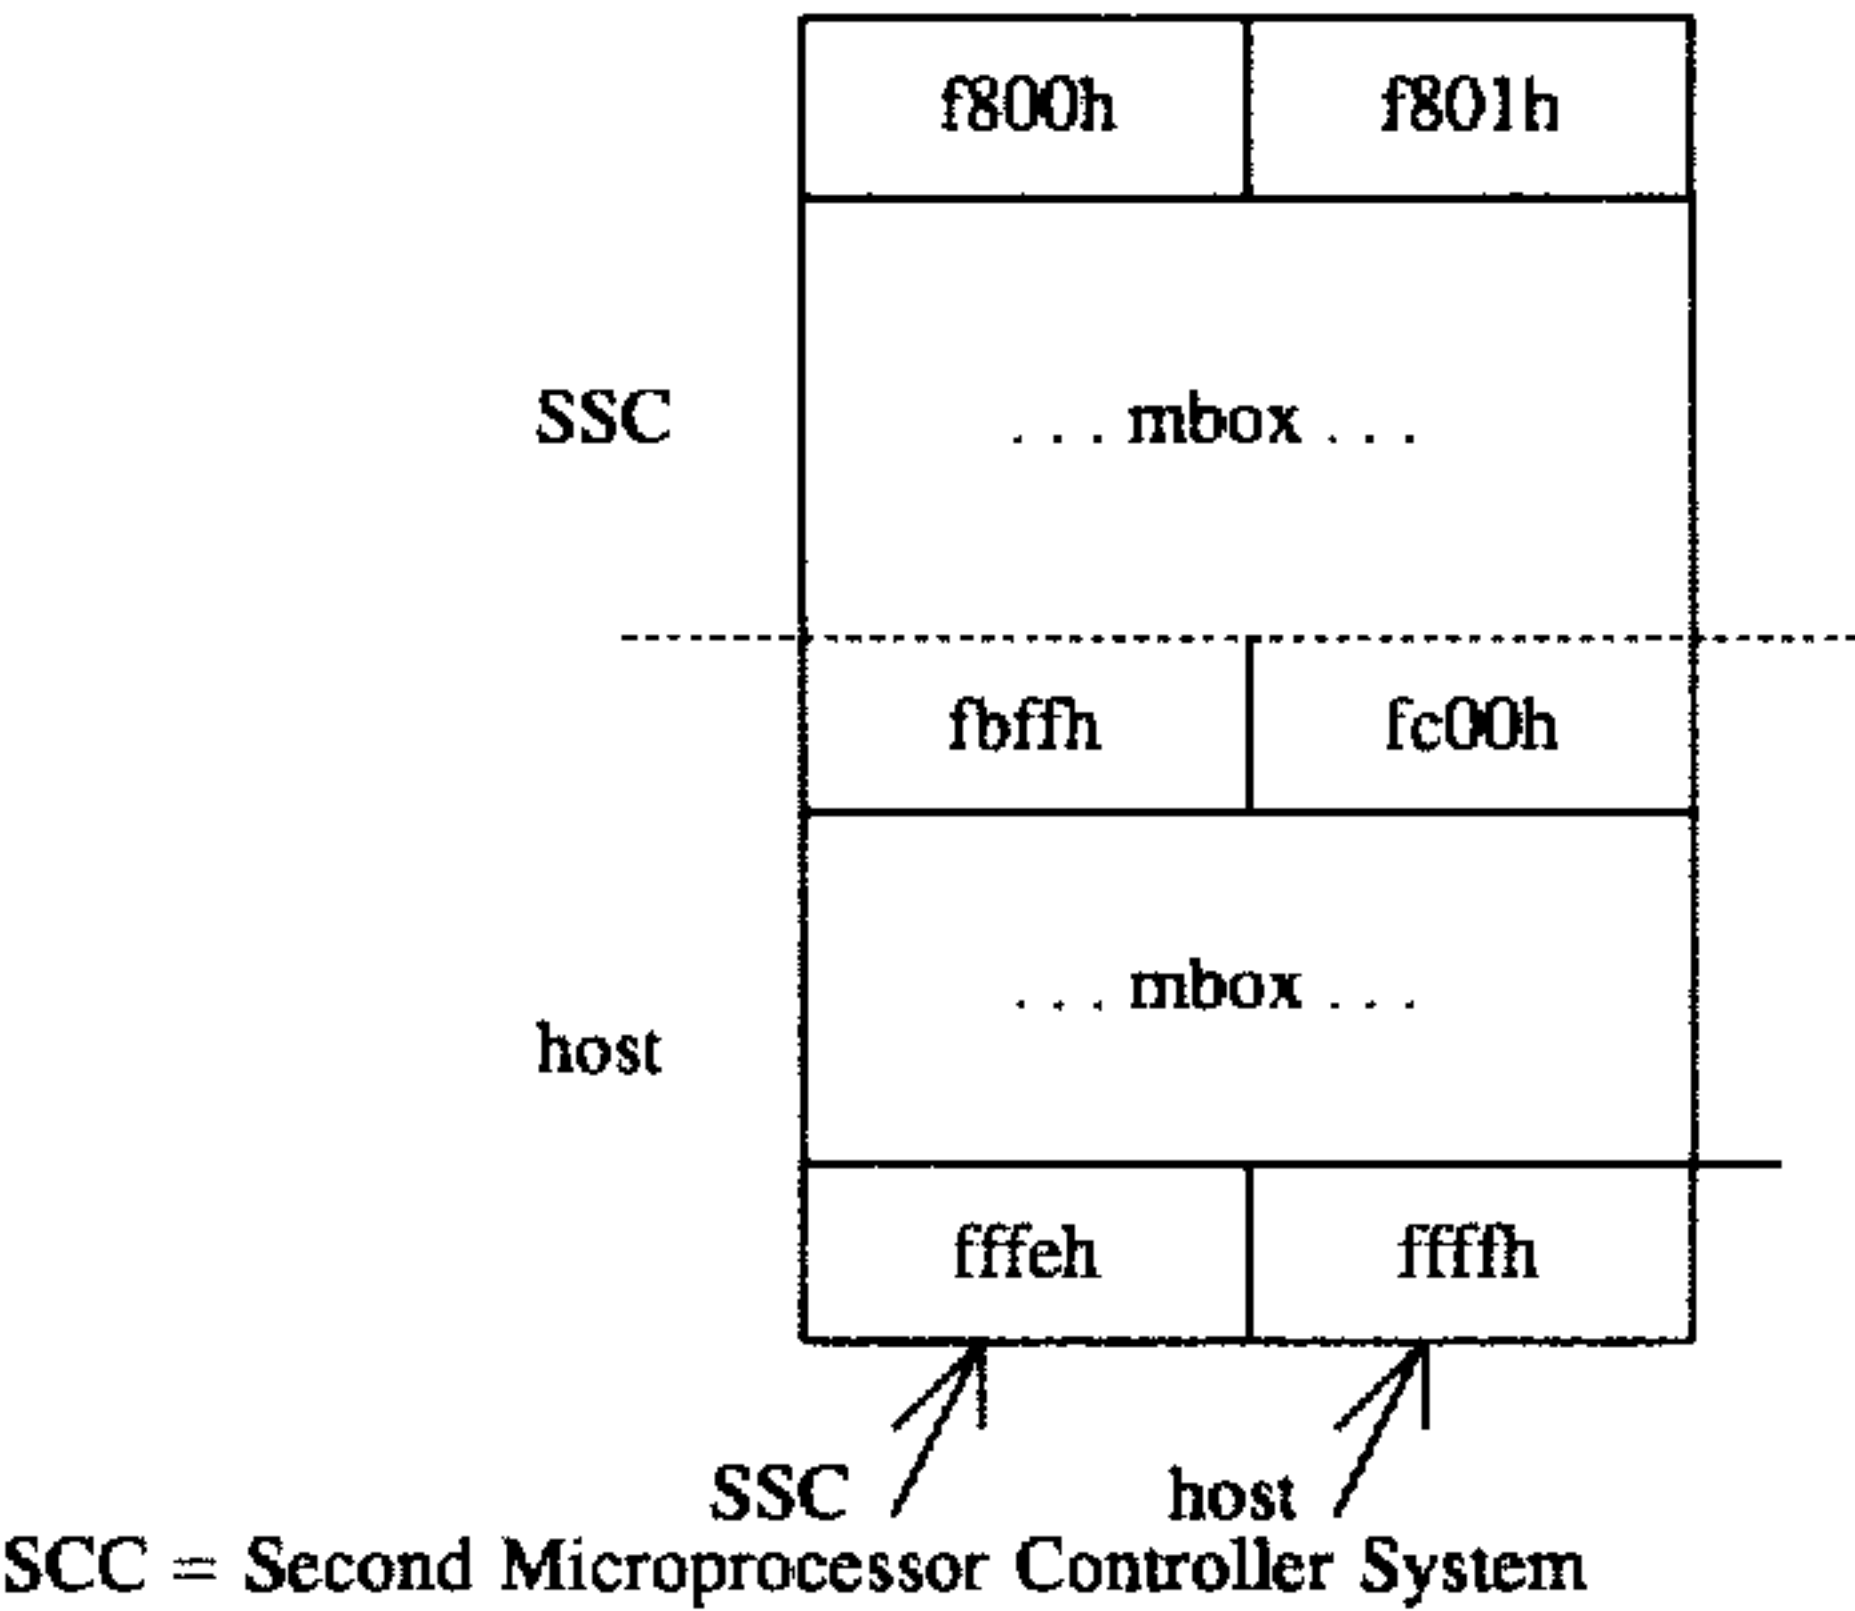 f800h f801h
SSC ... mbox ...
fbffh fc00h
... mbox ...
host
fffeh ffffh
SSC host
SCC = Second Microprocessor Controller System